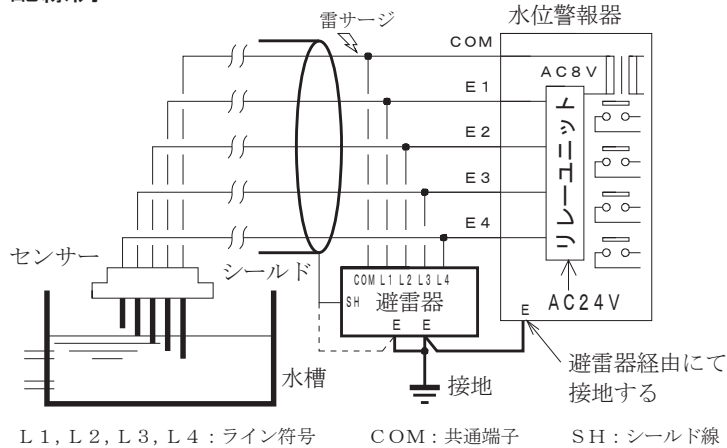 雷サージ
水位警報器
COM
AC8V
E1
E2
E3
E4
リレーユニット
センサー
シールド
COM L1 L2 L3 L4
SH
避雷器
E E
E
AC24V
水槽
接地
避雷器経由にて
接地する
L1, L2, L3, L4：ライン符号 COM：共通端子 SH：シールド線